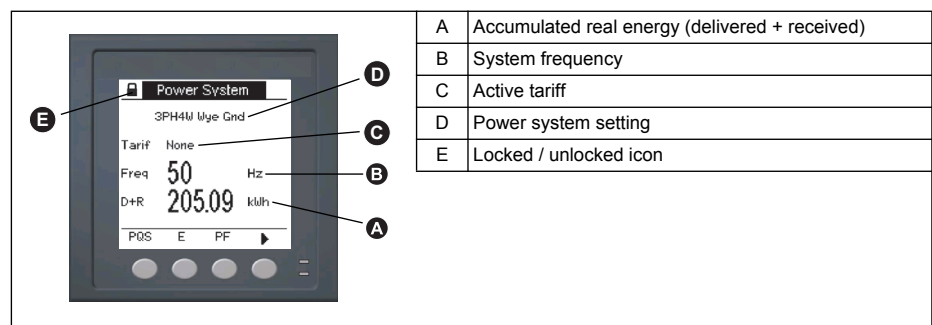 Power System
3PH4W Wye Gnd
Tarif None
Freq 50 Hz
D+R 205.09 kWh
PQS E PF
E
D
C
B
A
A Accumulated real energy (delivered + received)
B System frequency
C Active tariff
D Power system setting
E Locked / unlocked icon